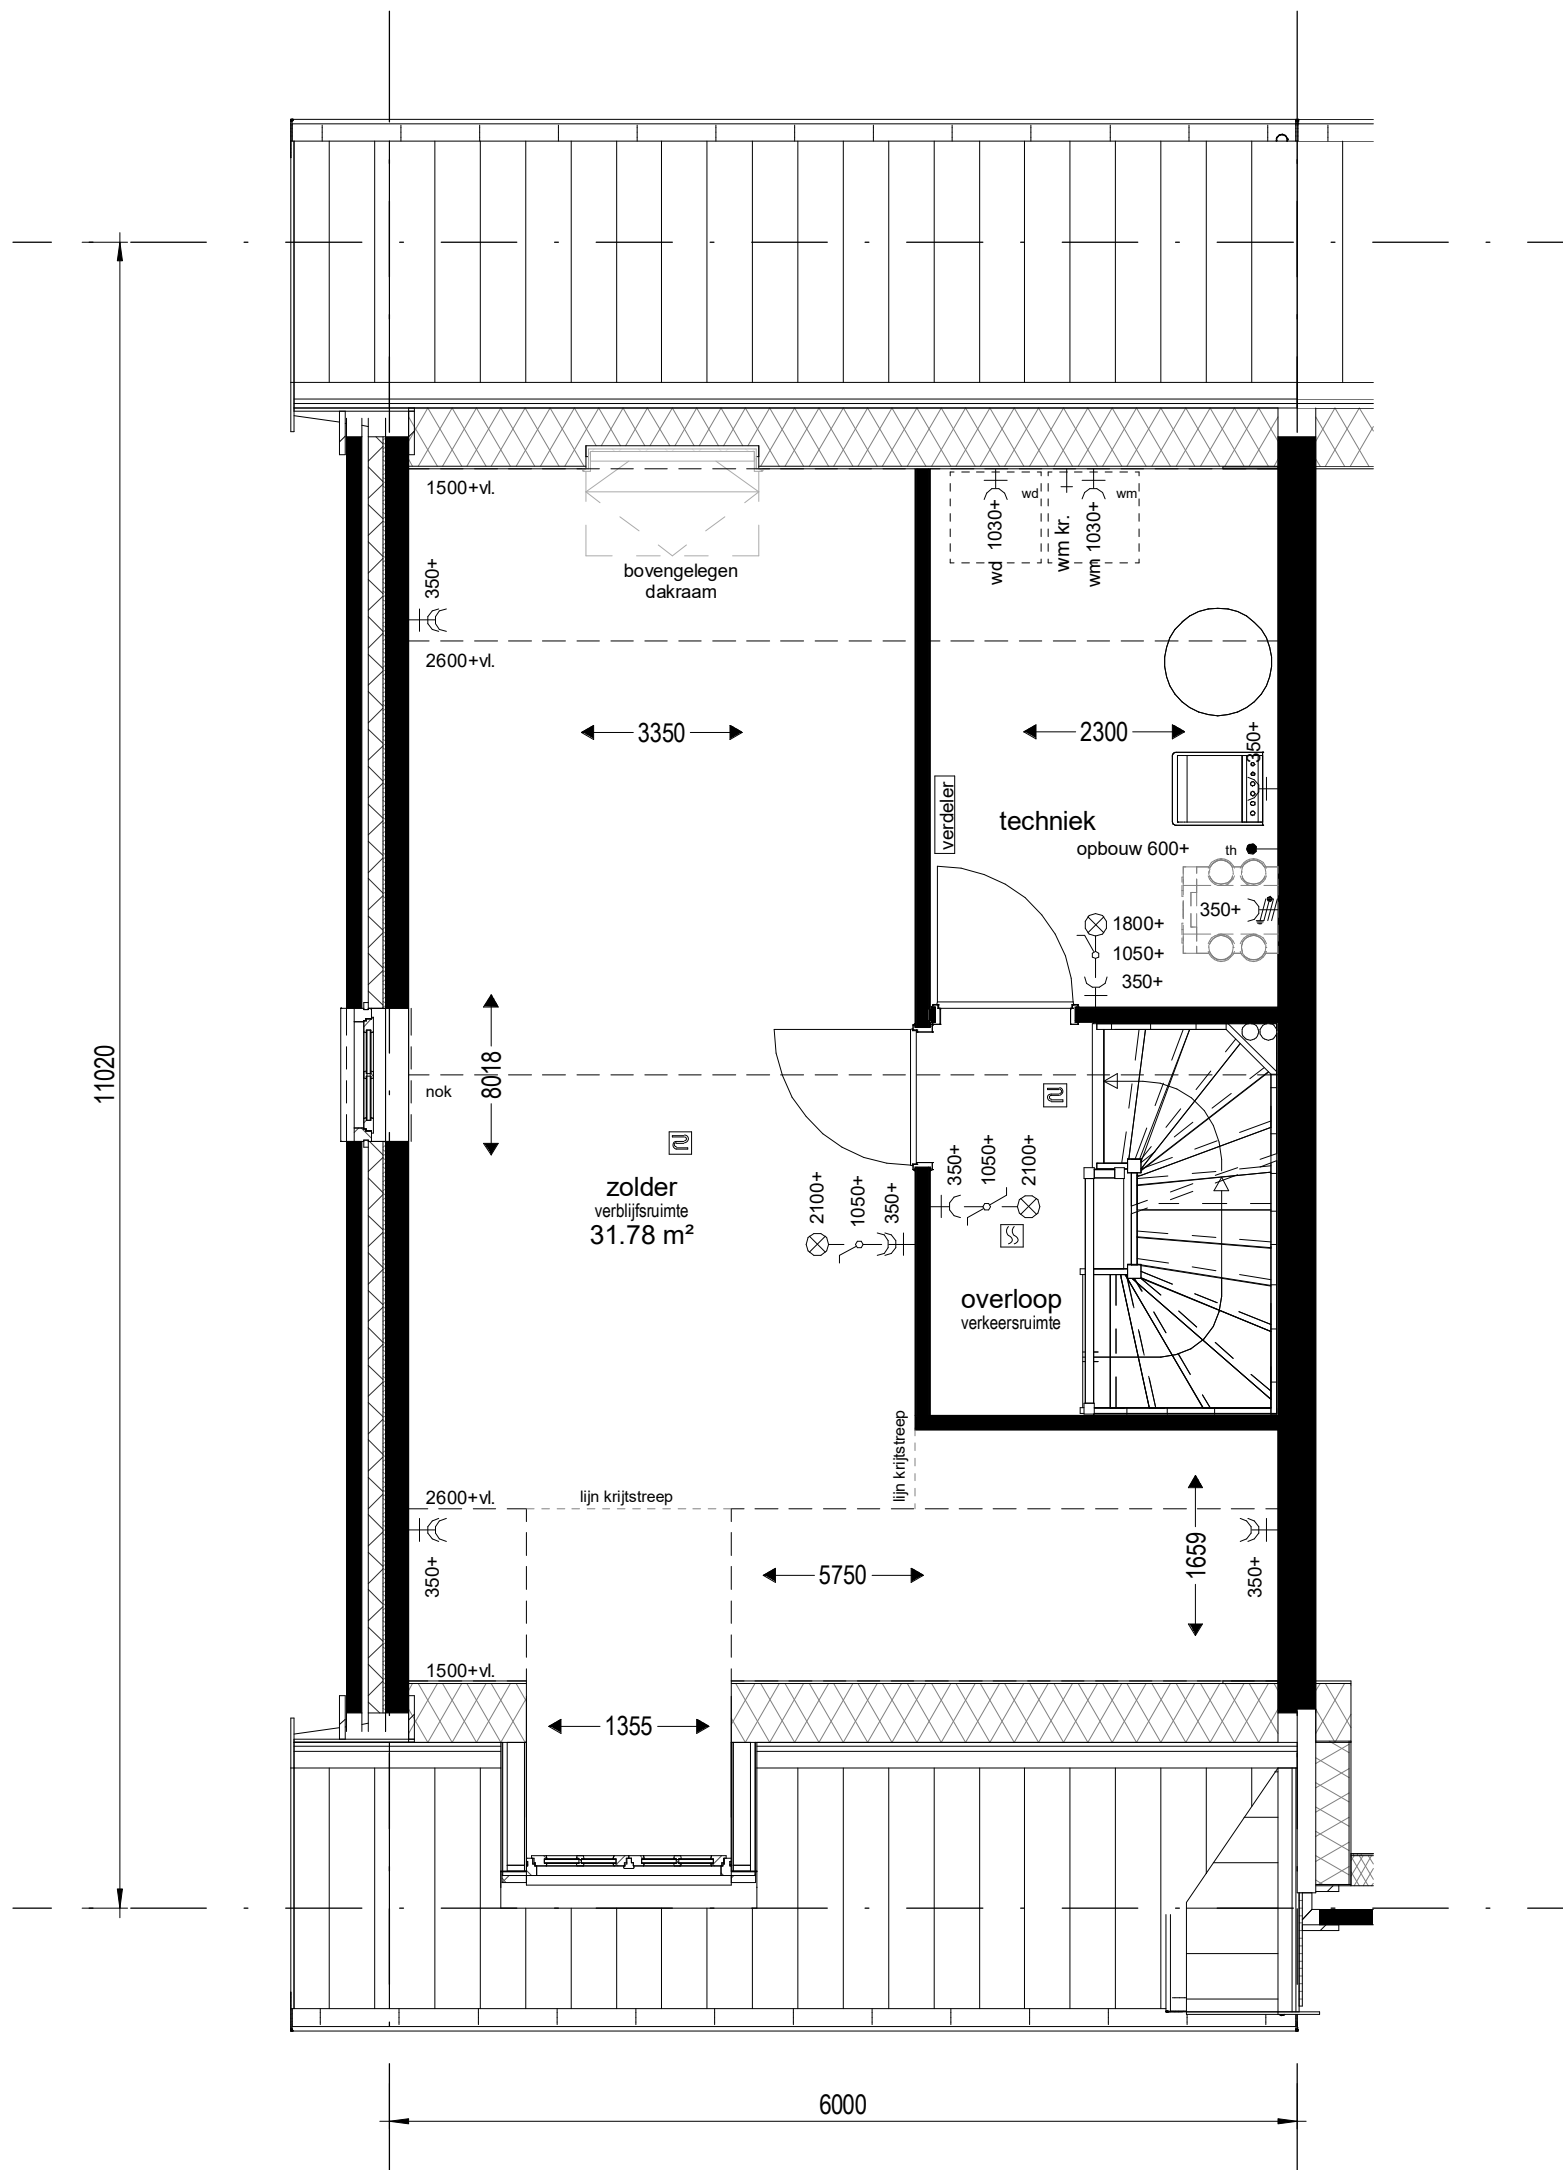 1500+vl.
350+
bovengelegen
dakraam
2600+vl.
wd 1030+
wd
wm kr.
wm 1030+
wm
3350
2300
350+
verdeler
techniek
opbouw 600+
th
350+
1800+
1050+
350+
11020
8018
nok
zolder
verblijfsruimte
31.78 m²
2100+
1050+
350+
350+
1050+
2100+
overloop
verkeersruimte
lijn krijtstreep
2600+vl.
lijn krijtstreep
350+
5750
1659
350+
1500+vl.
1355
6000